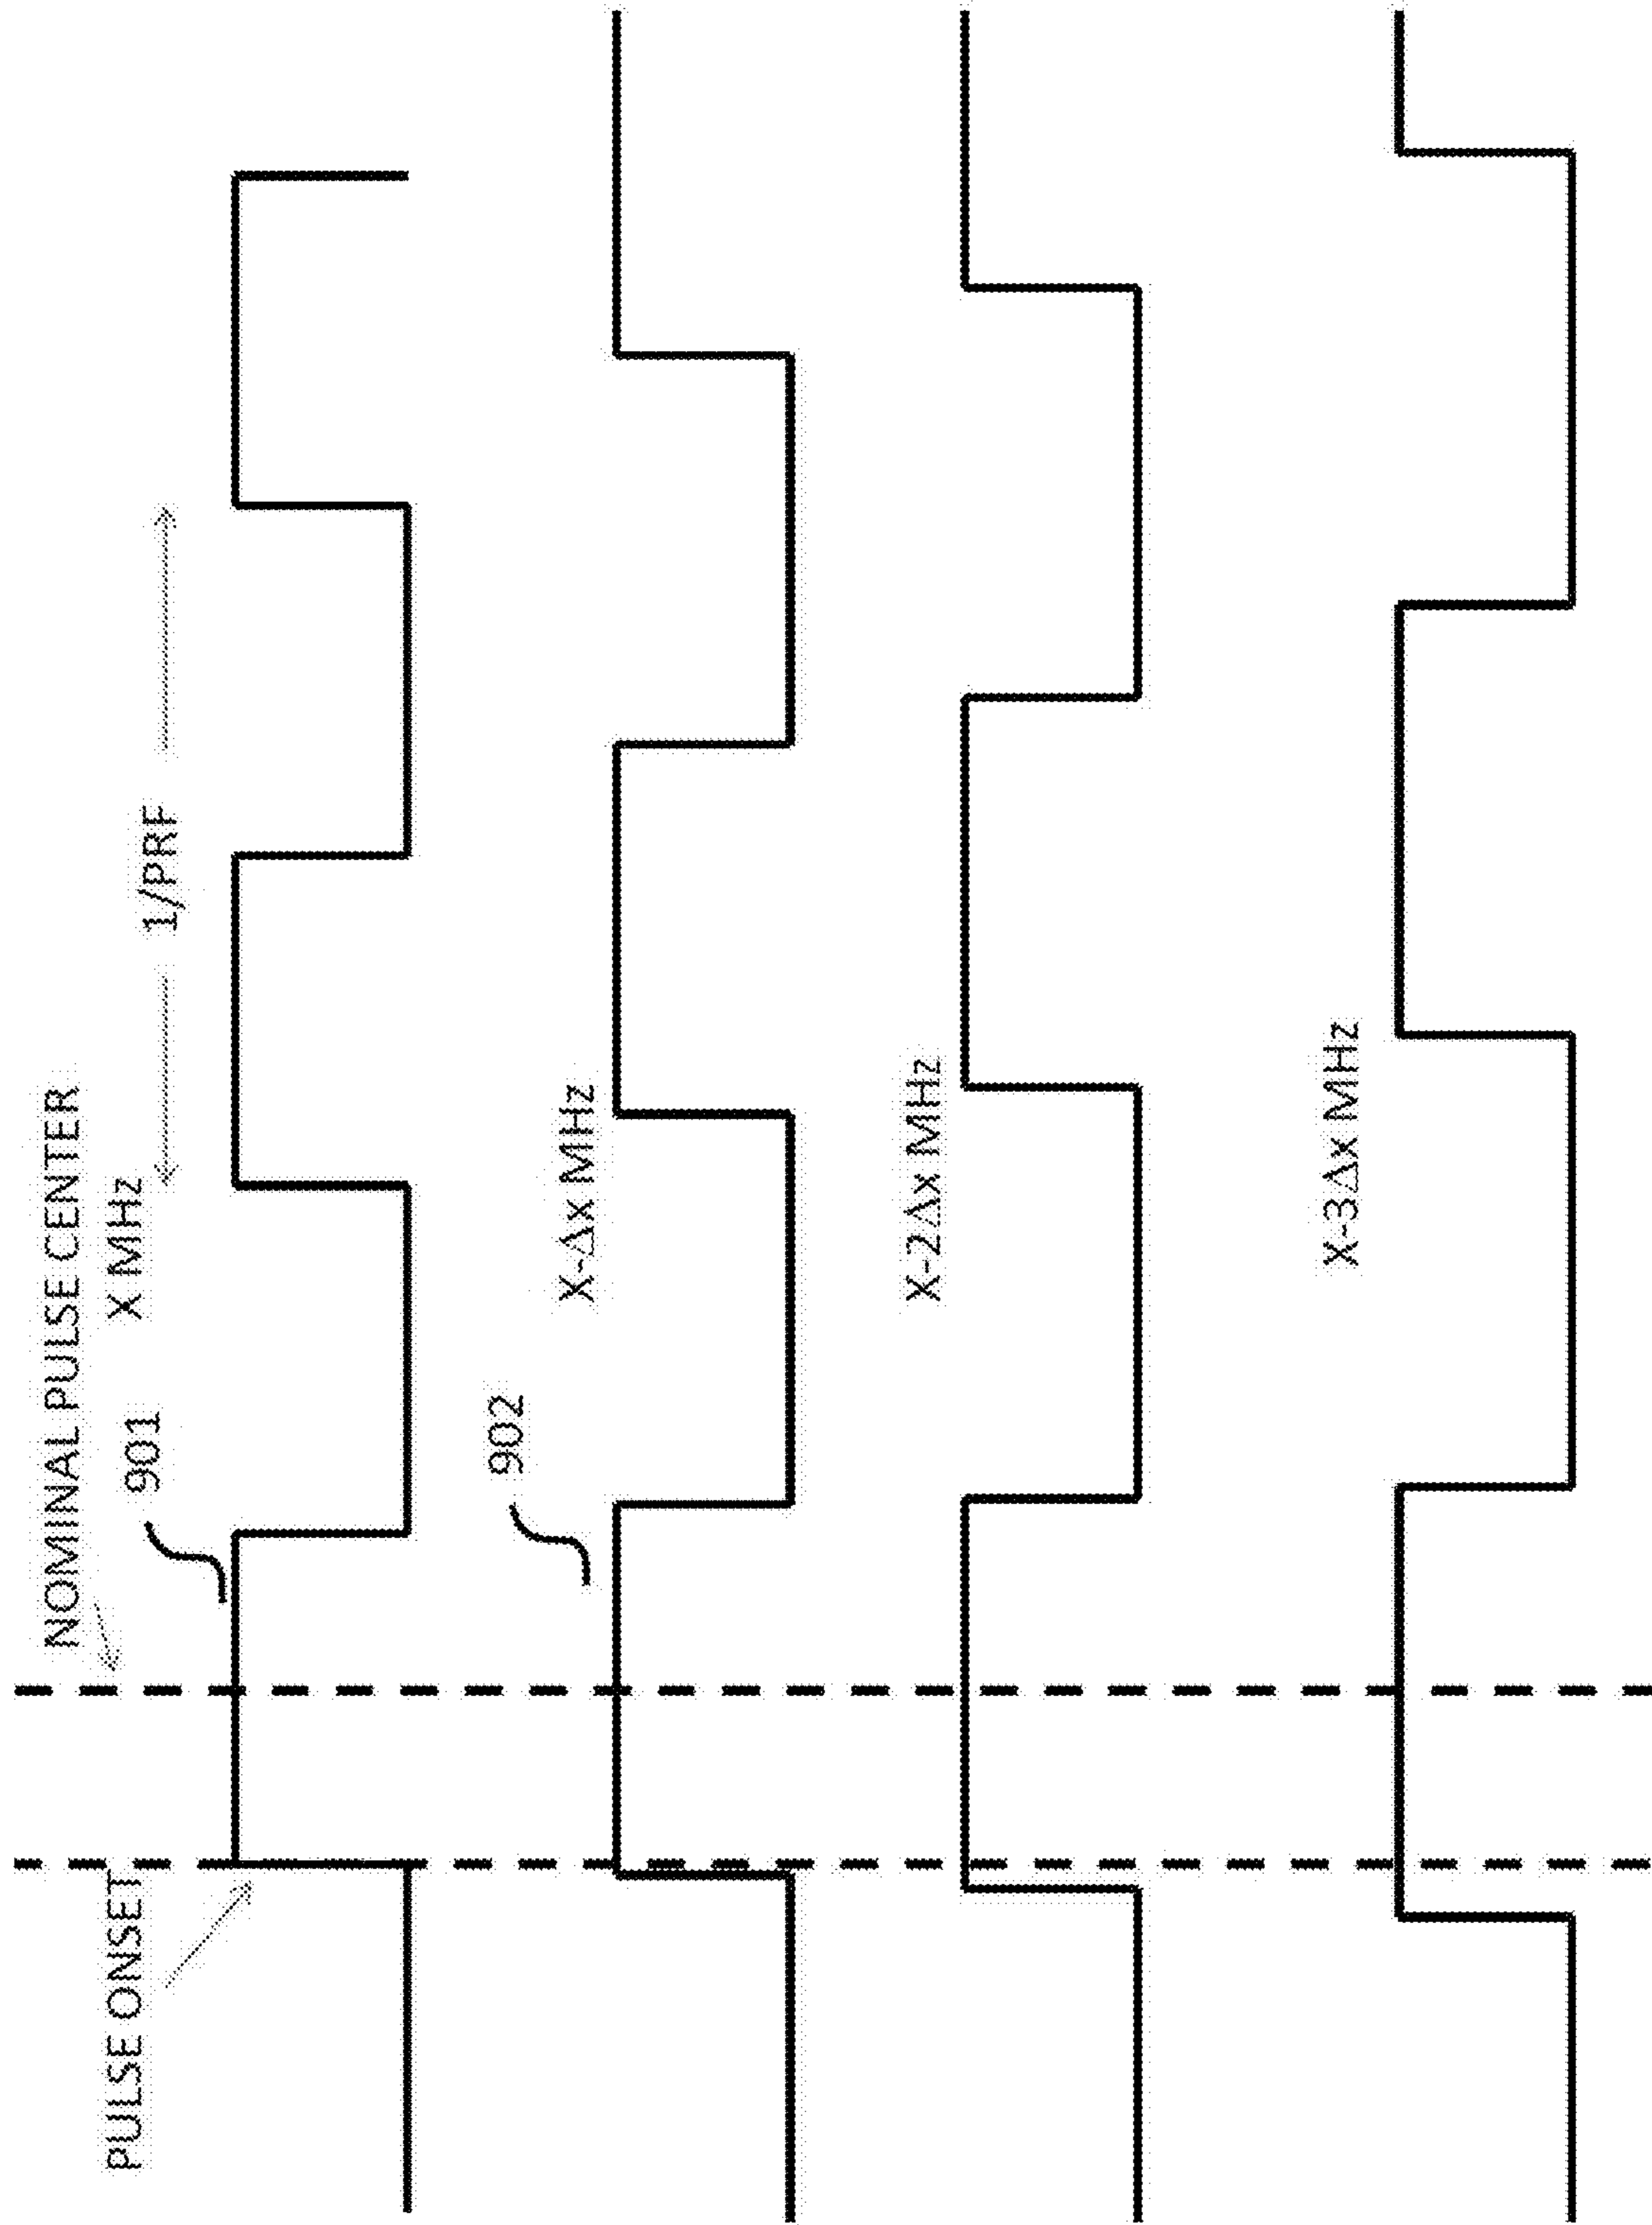 NOMINAL PULSE CENTER
PULSE ONSET
901
X MHz
1/PRF
902
X-Δx MHz
X-2Δx MHz
X-3Δx MHz